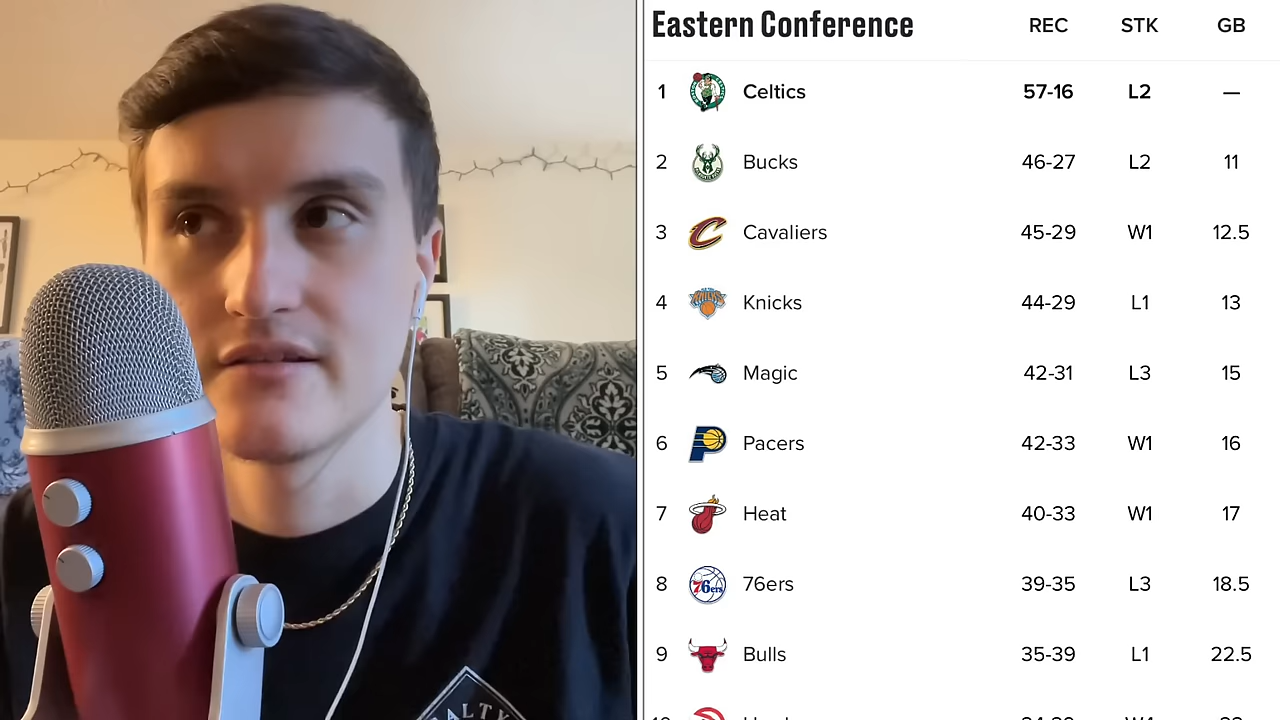 Eastern Conference REC STK GB
1 Celtics 57-16 L2 —
2 Bucks 46-27 L2 11
3 Cavaliers 45-29 W1 12.5
4 Knicks 44-29 L1 13
5 Magic 42-31 L3 15
6 Pacers 42-33 W1 16
7 Heat 40-33 W1 17
8 76ers 39-35 L3 18.5
9 Bulls 35-39 L1 22.5